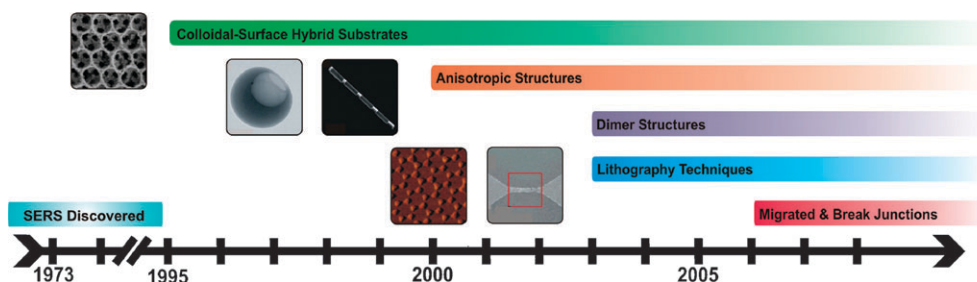 Colloidal-Surface Hybrid Substrates
Anisotropic Structures
Dimer Structures
Lithography Techniques
SERS Discovered
Migrated & Break Junctions
1973
1995
2000
2005